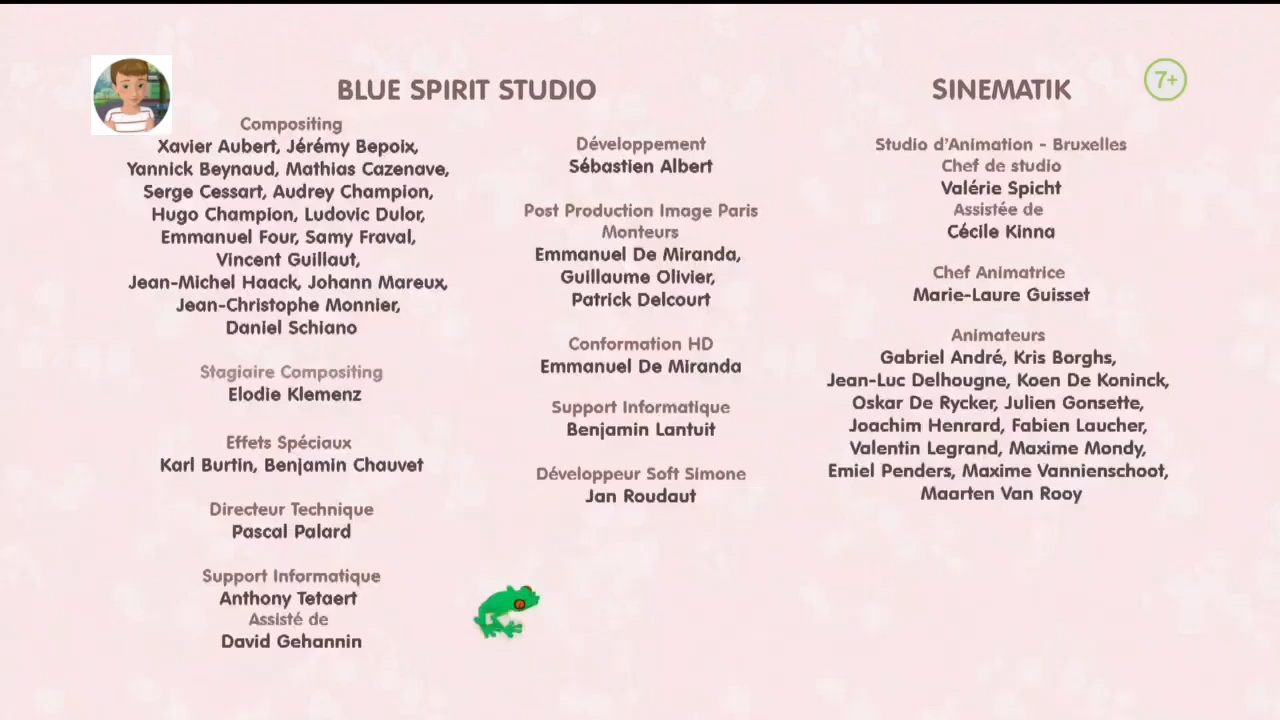 BLUE SPIRIT STUDIO
Compositing
Xavier Aubert, Jérémy Bepoix,
Yannick Beynaud, Mathias Cazenave,
Serge Cessart, Audrey Champion,
Hugo Champion, Ludovic Dulor,
Emmanuel Four, Samy Fraval,
Vincent Guillaut,
Jean-Michel Haack, Johann Mareux,
Jean-Christophe Monnier,
Daniel Schiano
Stagiaire Compositing
Elodie Klemenz
Effets Spéciaux
Karl Burtin, Benjamin Chauvet
Directeur Technique
Pascal Palard
Support Informatique
Anthony Tetaert
Assisté de
David Gehannin
Développement
Sébastien Albert
Post Production Image Paris
Monteurs
Emmanuel De Miranda,
Guillaume Olivier,
Patrick Delcourt
Conformation HD
Emmanuel De Miranda
Support Informatique
Benjamin Lantuit
Développeur Soft Simone
Jan Roudaut
SINEMATIK
7+
Studio d'Animation - Bruxelles
Chef de studio
Valérie Spicht
Assistée de
Cécile Kinna
Chef Animatrice
Marie-Laure Guisset
Animateurs
Gabriel André, Kris Borghs,
Jean-Luc Delhougne, Koen De Koninck,
Oskar De Rycker, Julien Gonsette,
Joachim Henrard, Fabien Laucher,
Valentin Legrand, Maxime Mondy,
Emiel Penders, Maxime Vannienschoot,
Maarten Van Rooy